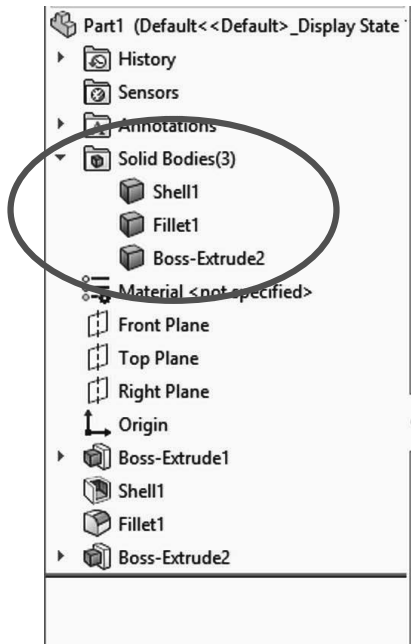 Part1 (Default<<Default>_Display State
History
Sensors
Annotations
Solid Bodies(3)
Shell1
Fillet1
Boss-Extrude2
Material <not specified>
Front Plane
Top Plane
Right Plane
Origin
Boss-Extrude1
Shell1
Fillet1
Boss-Extrude2